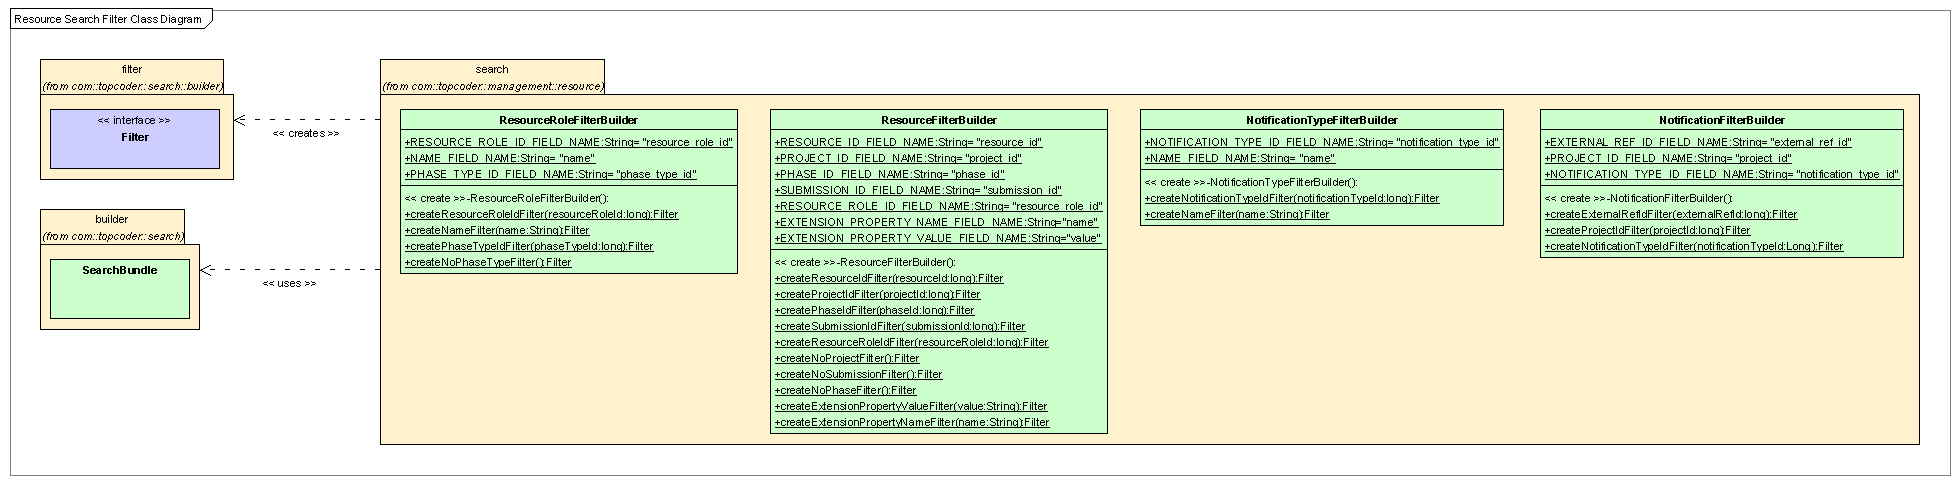 Resource Search Filter Class Diagram
filter
(from com::topcoder::search::builder)
<< interface >>
Filter
<< creates >>
builder
(from com::topcoder::search)
SearchBundle
<< uses >>
search
(from com::topcoder::management::resource)
ResourceRoleFilterBuilder
+RESOURCE_ROLE_ID_FIELD_NAME:String= "resource_role_id"
+NAME_FIELD_NAME:String= "name"
+PHASE_TYPE_ID_FIELD_NAME:String= "phase_type_id"
<< create >>-ResourceRoleFilterBuilder():
+createResourceRoleIdFilter(resourceRoleId:long):Filter
+createNameFilter(name:String):Filter
+createPhaseTypeIdFilter(phaseTypeId:long):Filter
+createNoPhaseTypeFilter():Filter
ResourceFilterBuilder
+RESOURCE_ID_FIELD_NAME:String= "resource_id"
+PROJECT_ID_FIELD_NAME:String= "project_id"
+PHASE_ID_FIELD_NAME:String= "phase_id"
+SUBMISSION_ID_FIELD_NAME:String= "submission_id"
+RESOURCE_ROLE_ID_FIELD_NAME:String= "resource_role_id"
+EXTENSION_PROPERTY_NAME_FIELD_NAME:String="name"
+EXTENSION_PROPERTY_VALUE_FIELD_NAME:String="value"
<< create >>-ResourceFilterBuilder():
+createResourceIdFilter(resourceId:long):Filter
+createProjectIdFilter(projectId:long):Filter
+createPhaseIdFilter(phaseId:long):Filter
+createSubmissionIdFilter(submissionId:long):Filter
+createResourceRoleIdFilter(resourceRoleId:long):Filter
+createNoProjectFilter():Filter
+createNoSubmissionFilter():Filter
+createNoPhaseFilter():Filter
+createExtensionPropertyValueFilter(value:String):Filter
+createExtensionPropertyNameFilter(name:String):Filter
NotificationTypeFilterBuilder
+NOTIFICATION_TYPE_ID_FIELD_NAME:String= "notification_type_id"
+NAME_FIELD_NAME:String= "name"
<< create >>-NotificationTypeFilterBuilder():
+createNotificationTypeIdFilter(notificationTypeId:long):Filter
+createNameFilter(name:String):Filter
NotificationFilterBuilder
+EXTERNAL_REF_ID_FIELD_NAME:String= "external_ref_id"
+PROJECT_ID_FIELD_NAME:String= "project_id"
+NOTIFICATION_TYPE_ID_FIELD_NAME:String= "notification_type_id"
<< create >>-NotificationFilterBuilder():
+createExternalRefIdFilter(externalRefId:long):Filter
+createProjectIdFilter(projectId:long):Filter
+createNotificationTypeIdFilter(notificationTypeId:Long):Filter